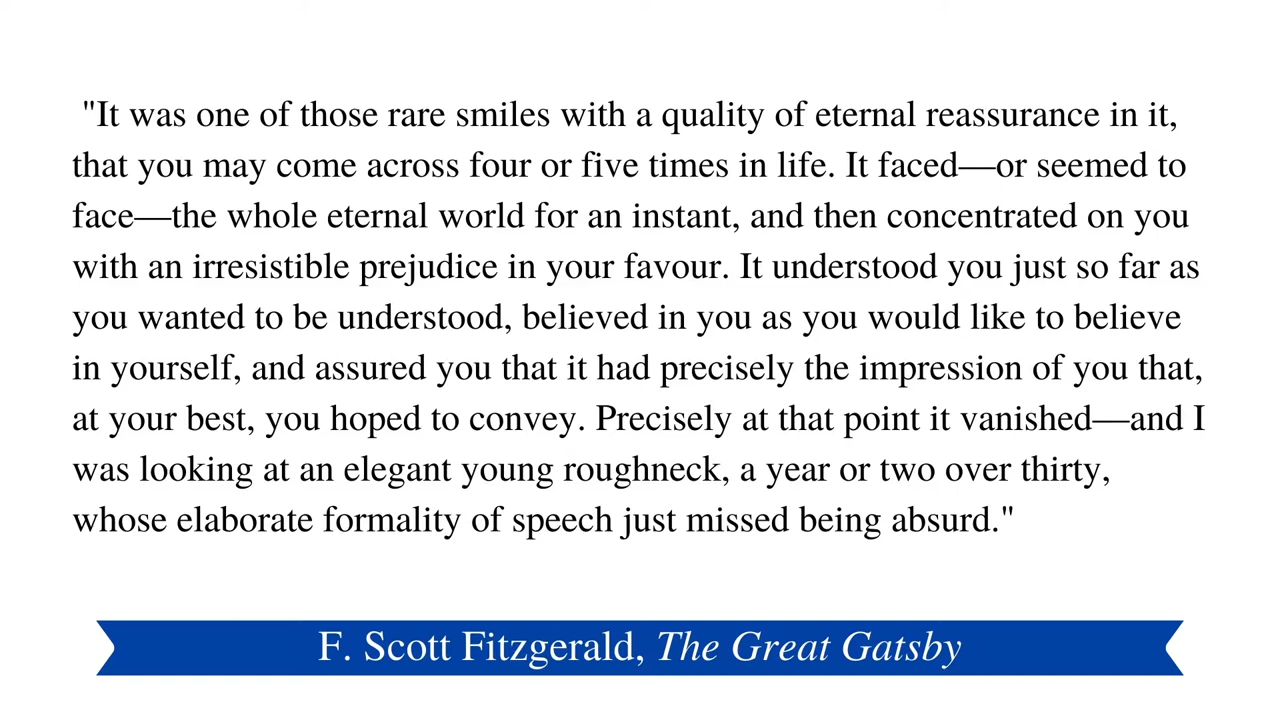 "It was one of those rare smiles with a quality of eternal reassurance in it,
that you may come across four or five times in life. It faced—or seemed to
face—the whole eternal world for an instant, and then concentrated on you
with an irresistible prejudice in your favour. It understood you just so far as
you wanted to be understood, believed in you as you would like to believe
in yourself, and assured you that it had precisely the impression of you that,
at your best, you hoped to convey. Precisely at that point it vanished—and I
was looking at an elegant young roughneck, a year or two over thirty,
whose elaborate formality of speech just missed being absurd."
F. Scott Fitzgerald, The Great Gatsby